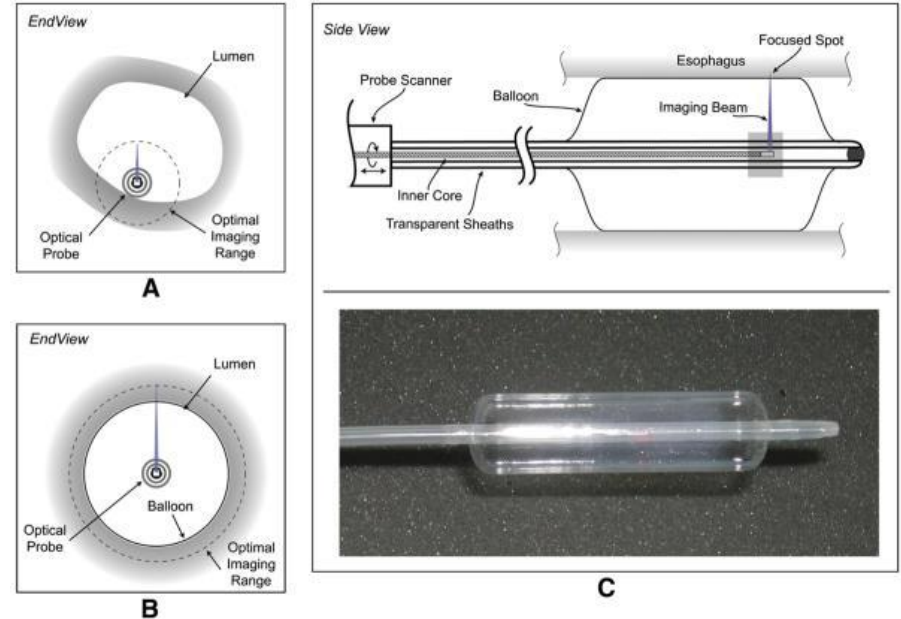 EndView
Lumen
Optical
Probe
Optimal
Imaging
Range
A
EndView
Lumen
Balloon
Optical
Probe
Optimal
Imaging
Range
B
Side View
Focused Spot
Esophagus
Probe Scanner
Balloon
Imaging Beam
Inner Core
Transparent Sheaths
C